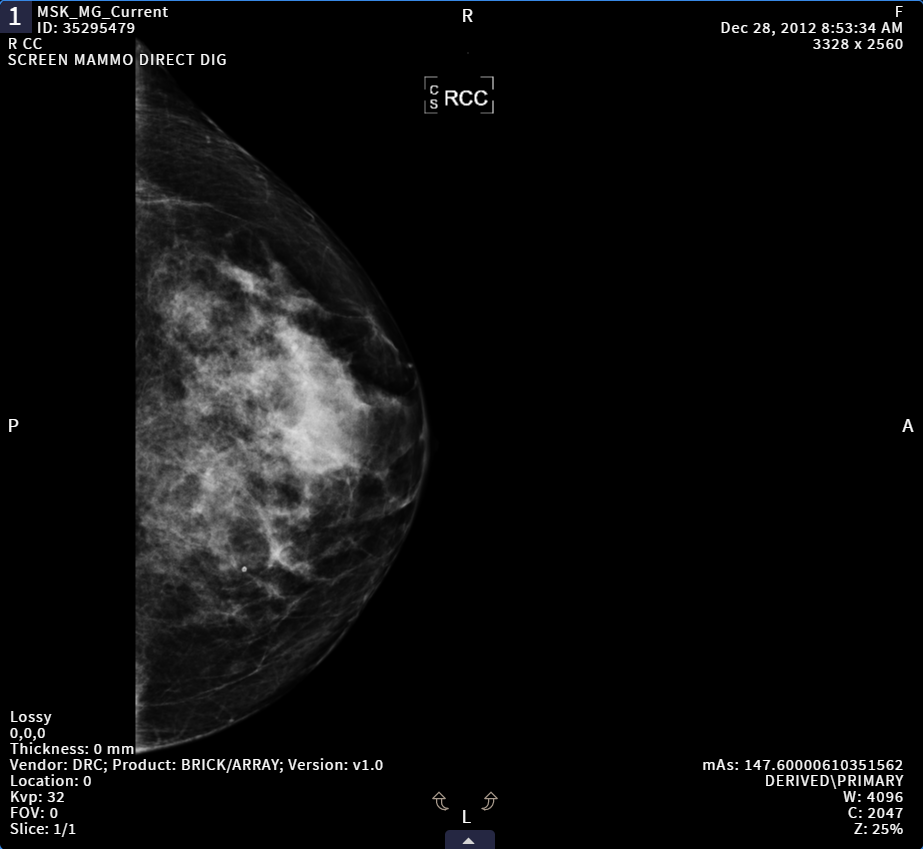 1
MSK_MG_Current
ID: 35295479
R CC
SCREEN MAMMO DIRECT DIG
R
F
Dec 28, 2012 8:53:34 AM
3328 x 2560
CS RCC
P
A
Lossy
0,0,0
Thickness: 0 mm
Vendor: DRC; Product: BRICK/ARRAY; Version: v1.0
Location: 0
Kvp: 32
FOV: 0
Slice: 1/1
L
mAs: 147.60000610351562
DERIVED\PRIMARY
W: 4096
C: 2047
Z: 25%